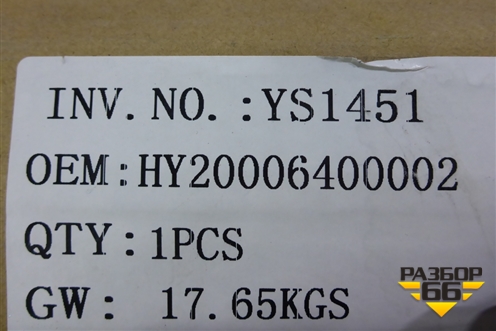 INV. NO. : YS1451
OEM : HY20006400002
QTY : 1PCS
GW : 17.65KGS
РАЗБОР
66